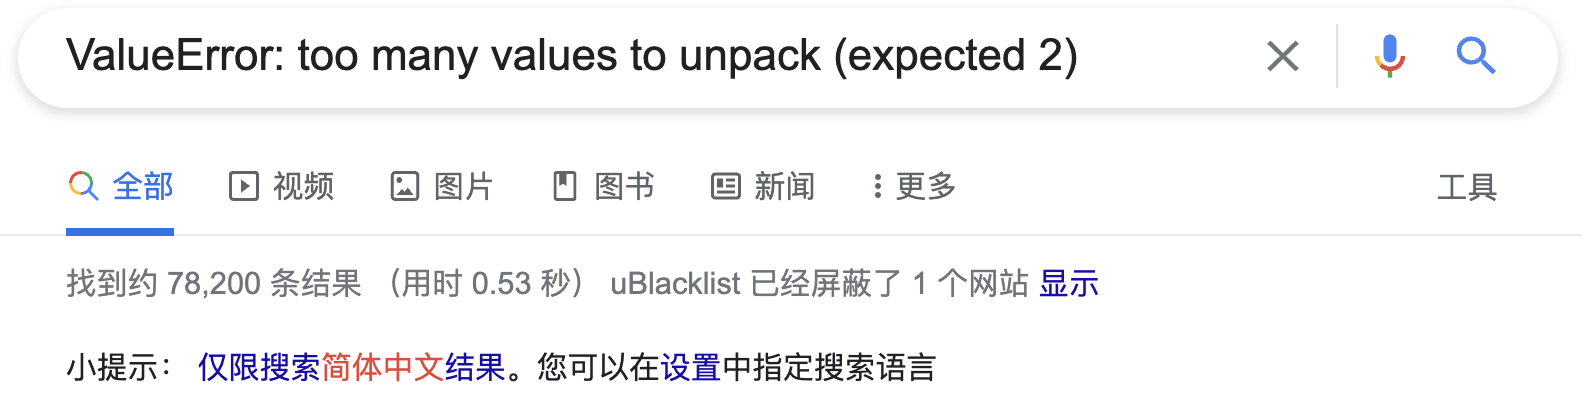 ValueError: too many values to unpack (expected 2)
全部 视频 图片 图书 新闻 更多 工具
找到约 78,200 条结果 （用时 0.53 秒） uBlacklist 已经屏蔽了 1 个网站 显示
小提示： 仅限搜索简体中文结果。您可以在设置中指定搜索语言